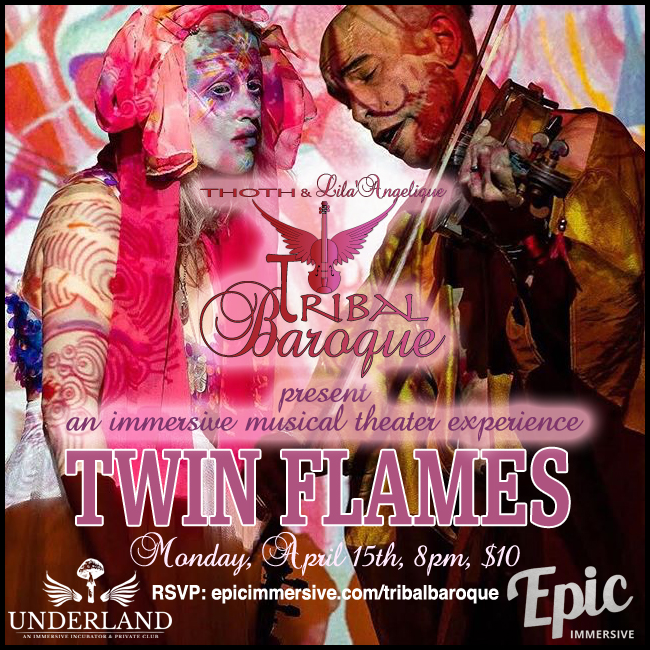 THOTH & Lila'Angelique
TRIBAL
Baroque
present
an immersive musical theater experience
TWIN FLAMES
Monday, April 15th, 8pm, $10
RSVP: epicimmersive.com/tribalbaroque
UNDERLAND
AN IMMERSIVE INCUBATOR & PRIVATE CLUB
Epic
IMMERSIVE